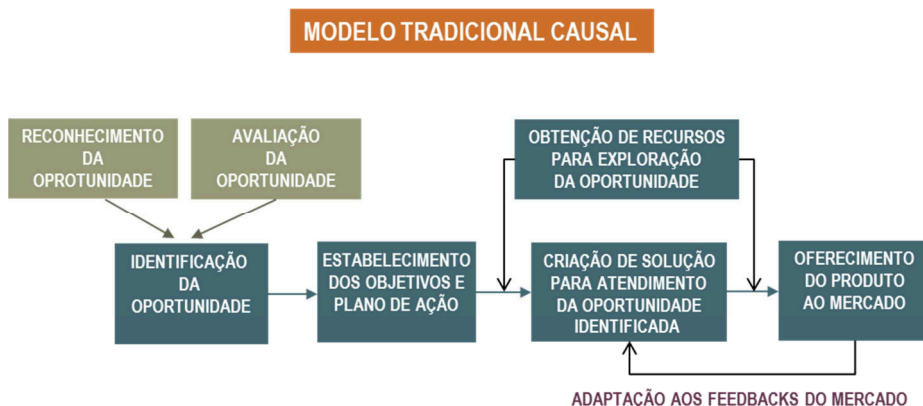 MODELO TRADICIONAL CAUSAL
RECONHECIMENTO
DA
OPROTUNIDADE
AVALIAÇÃO
DA
OPORTUNIDADE
OBTENÇÃO DE RECURSOS
PARA EXPLORAÇÃO
DA OPORTUNIDADE
IDENTIFICAÇÃO
DA
OPORTUNIDADE
ESTABELECIMENTO
DOS OBJETIVOS E
PLANO DE AÇÃO
CRIAÇÃO DE SOLUÇÃO
PARA ATENDIMENTO
DA OPORTUNIDADE
IDENTIFICADA
OFERECIMENTO
DO PRODUTO
AO MERCADO
ADAPTAÇÃO AOS FEEDBACKS DO MERCADO